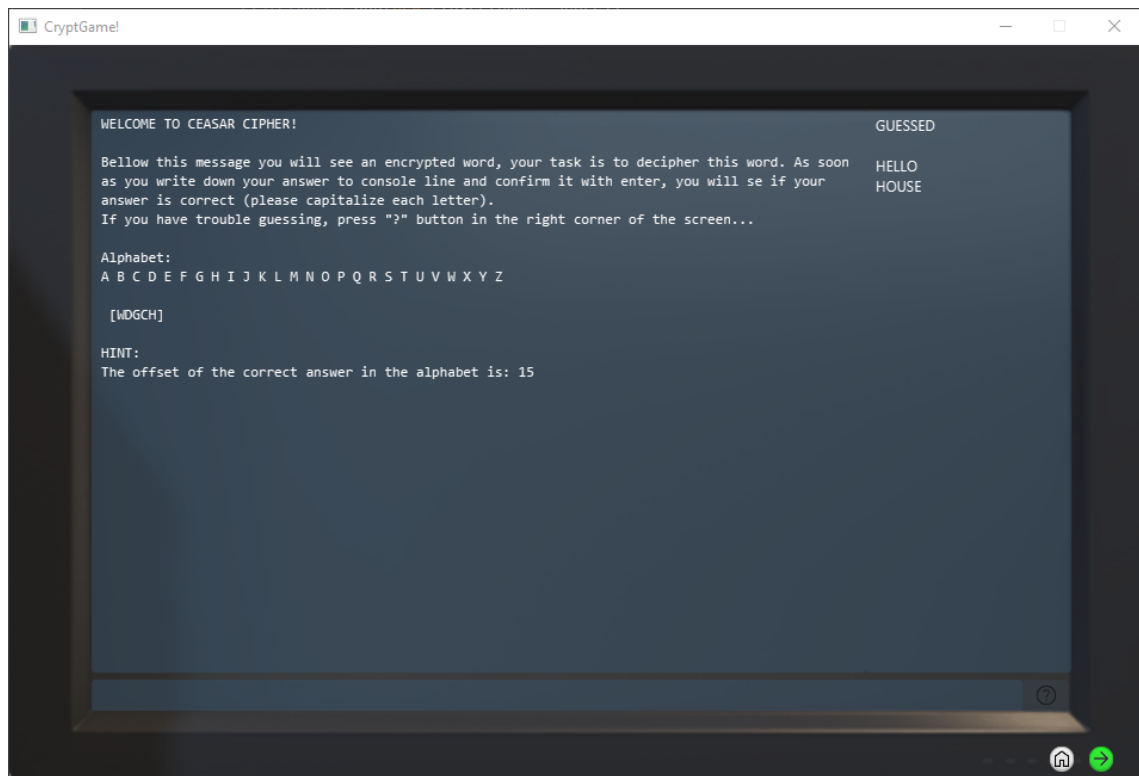 CryptGame!
WELCOME TO CEASAR CIPHER!
Bellow this message you will see an encrypted word, your task is to decipher this word. As soon
as you write down your answer to console line and confirm it with enter, you will se if your
answer is correct (please capitalize each letter).
If you have trouble guessing, press "?" button in the right corner of the screen...
Alphabet:
A B C D E F G H I J K L M N O P Q R S T U V W X Y Z
[WDGCH]
HINT:
The offset of the correct answer in the alphabet is: 15
GUESSED
HELLO
HOUSE
?